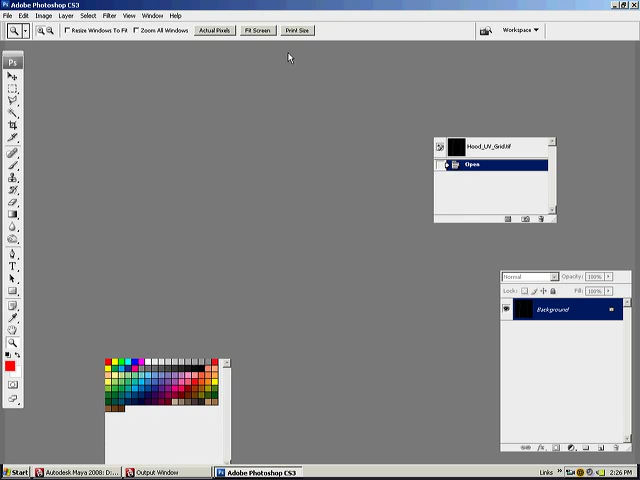 Adobe Photoshop CS3
File Edit Image Layer Select Filter View Window Help
Resize Windows To Fit Zoom All Windows Actual Pixels Fit Screen Print Size Workspace
Ps
Hood_UV_Grid.tif
Open
Normal Opacity: 100%
Lock: Fill: 100%
Background
T
Start Autodesk Maya 2008: D:... Output Window Adobe Photoshop CS3 Links » 2:26 PM